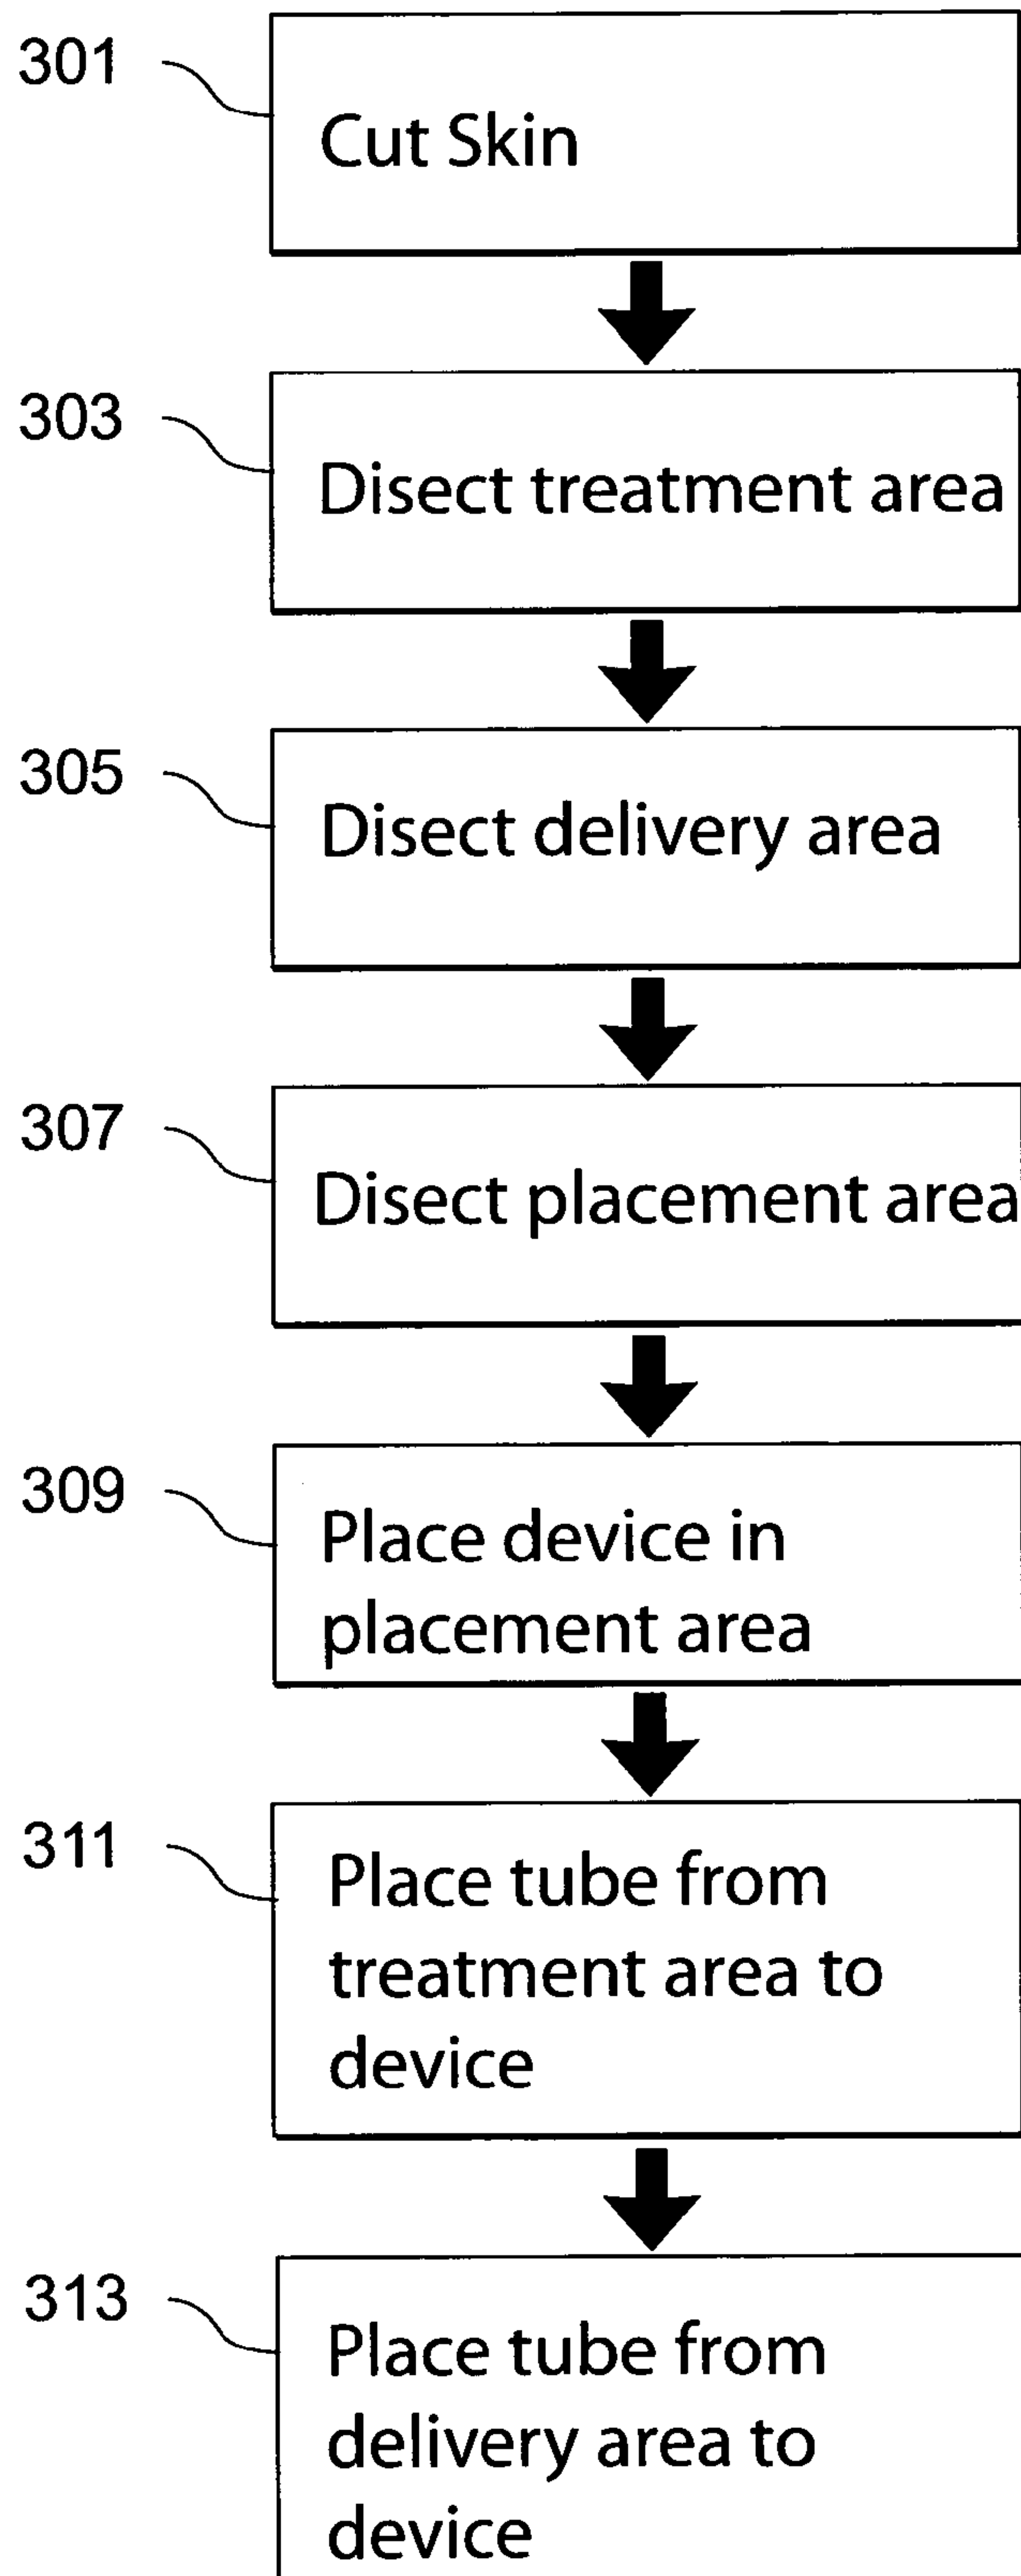 301
Cut Skin
303
Disect treatment area
305
Disect delivery area
307
Disect placement area
309
Place device in
placement area
311
Place tube from
treatment area to
device
313
Place tube from
delivery area to
device